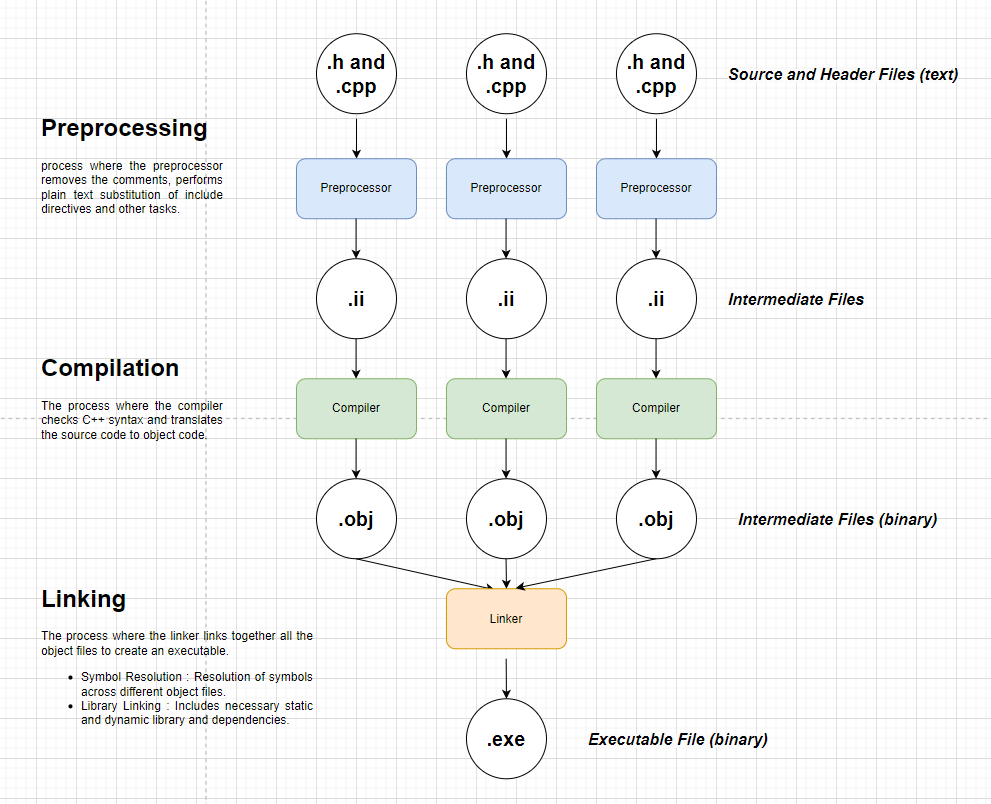 .h and
.cpp
.h and
.cpp
.h and
.cpp
Source and Header Files (text)
Preprocessing
process where the preprocessor
removes the comments, performs
plain text substitution of include
directives and other tasks.
Preprocessor
Preprocessor
Preprocessor
.ii
.ii
.ii
Intermediate Files
Compilation
The process where the compiler
checks C++ syntax and translates
the source code to object code.
Compiler
Compiler
Compiler
.obj
.obj
.obj
Intermediate Files (binary)
Linking
The process where the linker links together all the
object files to create an executable.
• Symbol Resolution : Resolution of symbols
across different object files.
• Library Linking : Includes necessary static
and dynamic library and dependencies.
Linker
.exe
Executable File (binary)